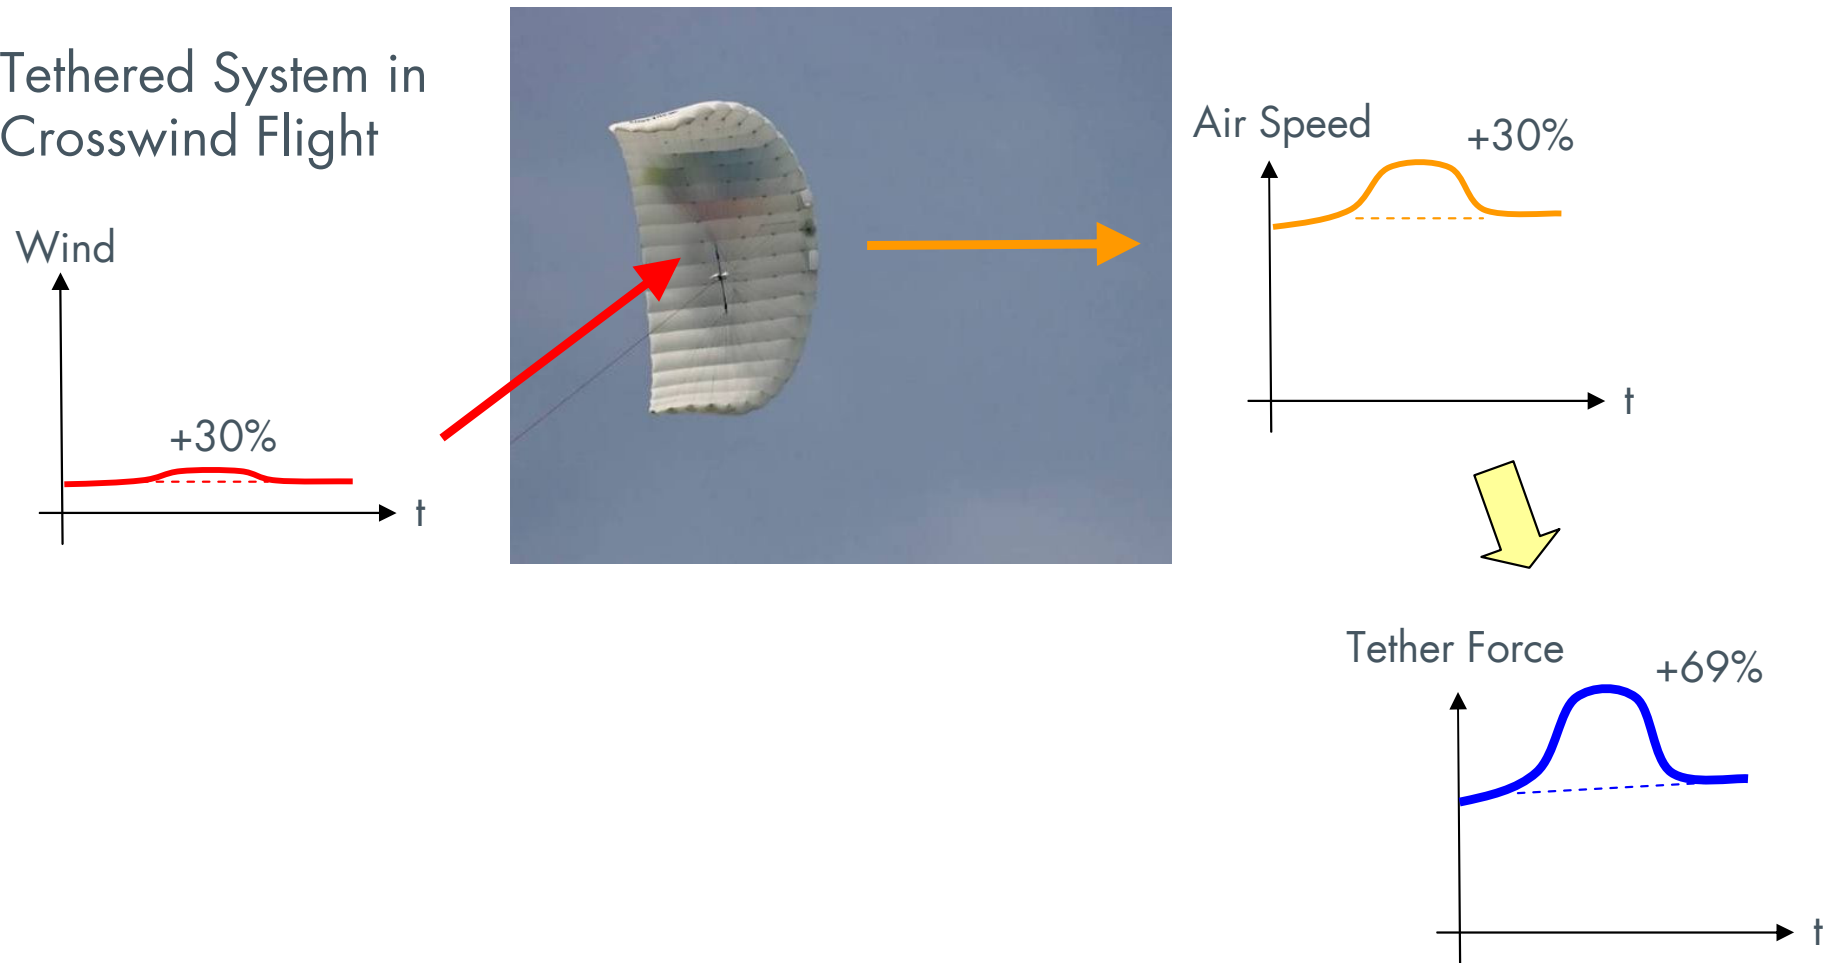 Tethered System in
Crosswind Flight
Wind
+30%
t
Air Speed
+30%
t
Tether Force
+69%
t